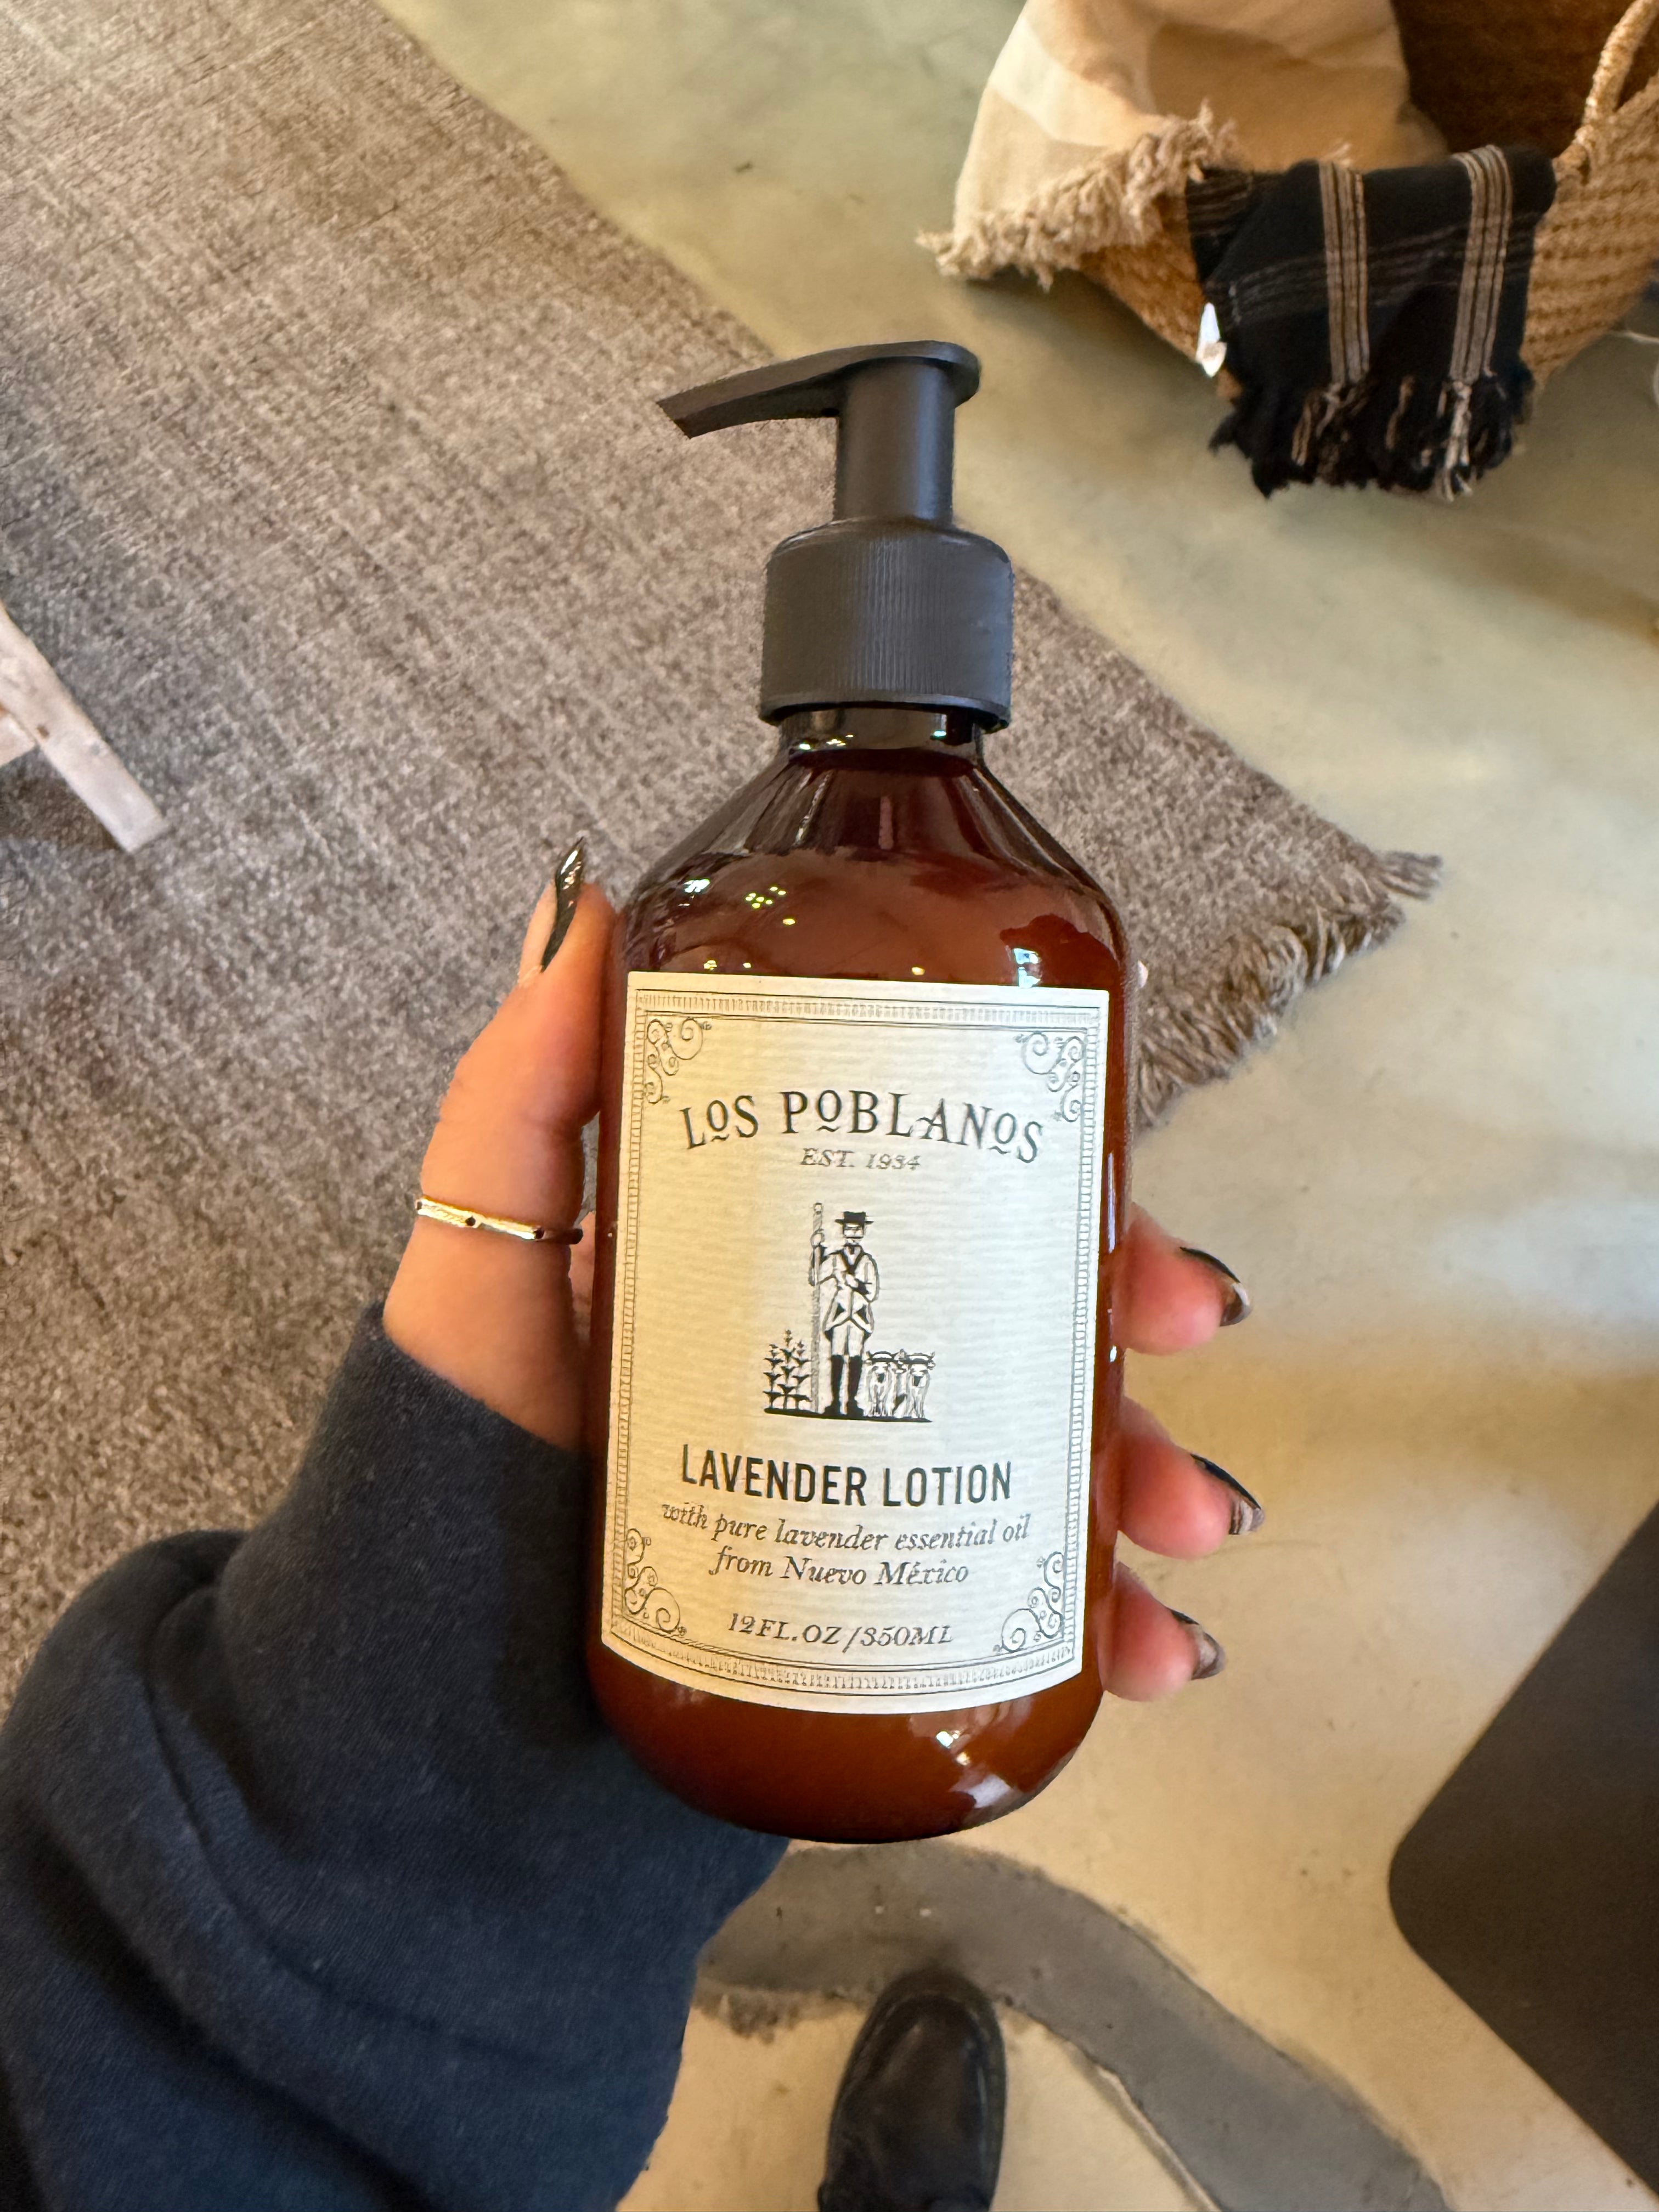 LOS POBLANOS
EST. 1934
LAVENDER LOTION
with pure lavender essential oil
from Nuevo México
12FL.OZ/350ML